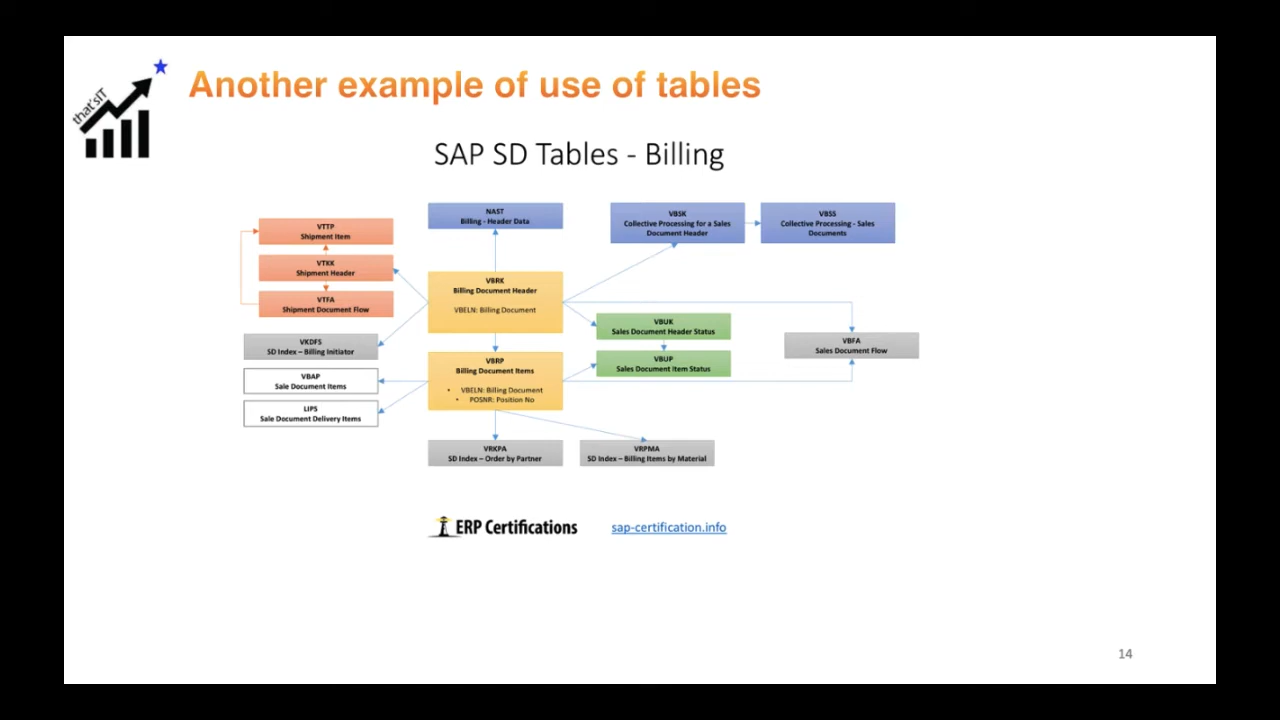 that'sIT
Another example of use of tables
SAP SD Tables - Billing
NAST
Billing - Header Data
VBSK
Collective Processing for a Sales
Document Header
VBSS
Collective Processing - Sales
Documents
VTTP
Shipment Item
VTKK
Shipment Header
VTFA
Shipment Document Flow
VBRK
Billing Document Header
VBELN: Billing Document
VBUK
Sales Document Header Status
VBUP
Sales Document Item Status
VBFA
Sales Document Flow
VKDFS
SD Index – Billing Initiator
VBAP
Sale Document Items
LIPS
Sale Document Delivery Items
VBRP
Billing Document Items
• VBELN: Billing Document
• POSNR: Position No
VRKPA
SD Index – Order by Partner
VRPMA
SD Index – Billing Items by Material
ERP Certifications
sap-certification.info
14